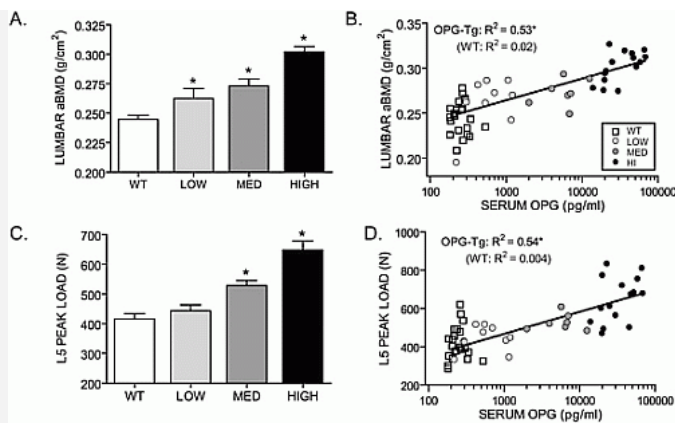 A.
LUMBAR aBMD (g/cm²)
0.325
0.300
0.275
0.250
0.225
0.200
*
*
*
WT
LOW
MED
HIGH
B.
LUMBAR aBMD (g/cm²)
0.35
0.30
0.25
0.20
OPG-Tg: R² = 0.53*
(WT: R² = 0.02)
WT
LOW
MED
HI
100
1000
10000
100000
SERUM OPG (pg/ml)
C.
L5 PEAK LOAD (N)
700
600
500
400
300
200
*
*
WT
LOW
MED
HIGH
D.
L5 PEAK LOAD (N)
1000
800
600
400
200
OPG-Tg: R² = 0.54*
(WT: R² = 0.004)
100
1000
10000
100000
SERUM OPG (pg/ml)